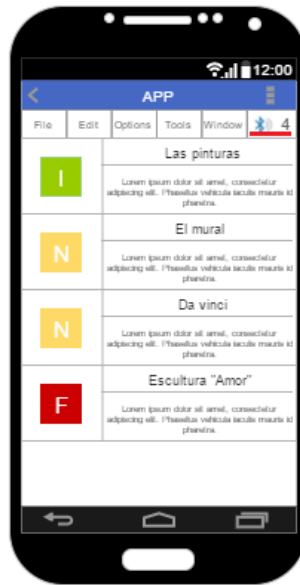 12:00
APP
File Edit Options Tools Window 4
I
Las pinturas
Lorem ipsum dolor sit amet, consectetur
adipiscing elit. Phasellus vehicula iaculis mauris id
pharetra.
N
El mural
Lorem ipsum dolor sit amet, consectetur
adipiscing elit. Phasellus vehicula iaculis mauris id
pharetra.
N
Da vinci
Lorem ipsum dolor sit amet, consectetur
adipiscing elit. Phasellus vehicula iaculis mauris id
pharetra.
F
Escultura "Amor"
Lorem ipsum dolor sit amet, consectetur
adipiscing elit. Phasellus vehicula iaculis mauris id
pharetra.